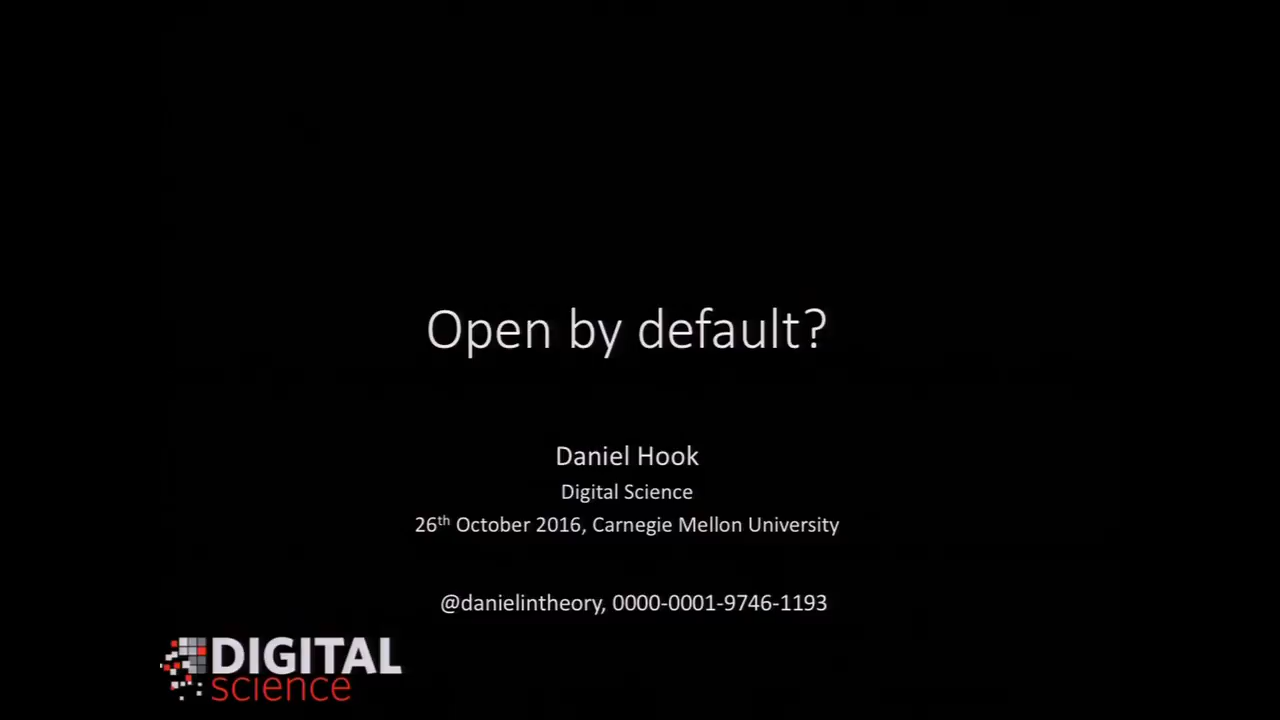 Open by default?
Daniel Hook
Digital Science
26th October 2016, Carnegie Mellon University
@danielintheory, 0000-0001-9746-1193
DIGITAL
science